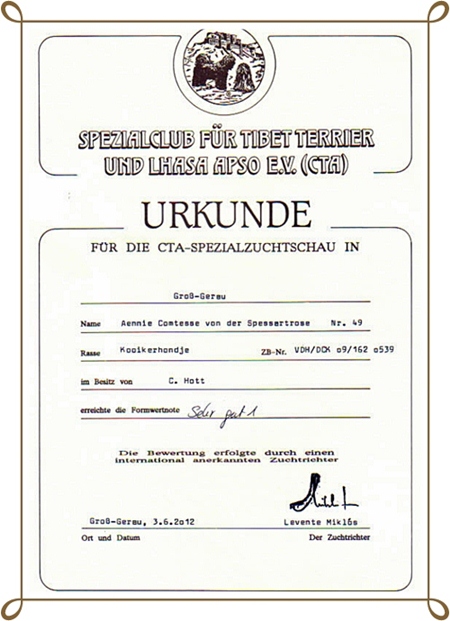 SPEZIALCLUB FÜR TIBET TERRIER
UND LHASA APSO E.V. (CTA)
URKUNDE
FÜR DIE CTA-SPEZIALZUCHTSCHAU IN
Groß-Gerau
Name Aennie Comtesse von der Spessartrose Nr. 49
Rasse Kooikerhondje ZB-Nr. VDH/DCK o9/162 o539
im Besitz von C. Hott
erreichte die Formwertnote Sehr gut 1
Die Bewertung erfolgte durch einen
international anerkannten Zuchtrichter
Groß-Gerau, 3.6.2o12 Levente Miklós
Ort und Datum Der Zuchtrichter